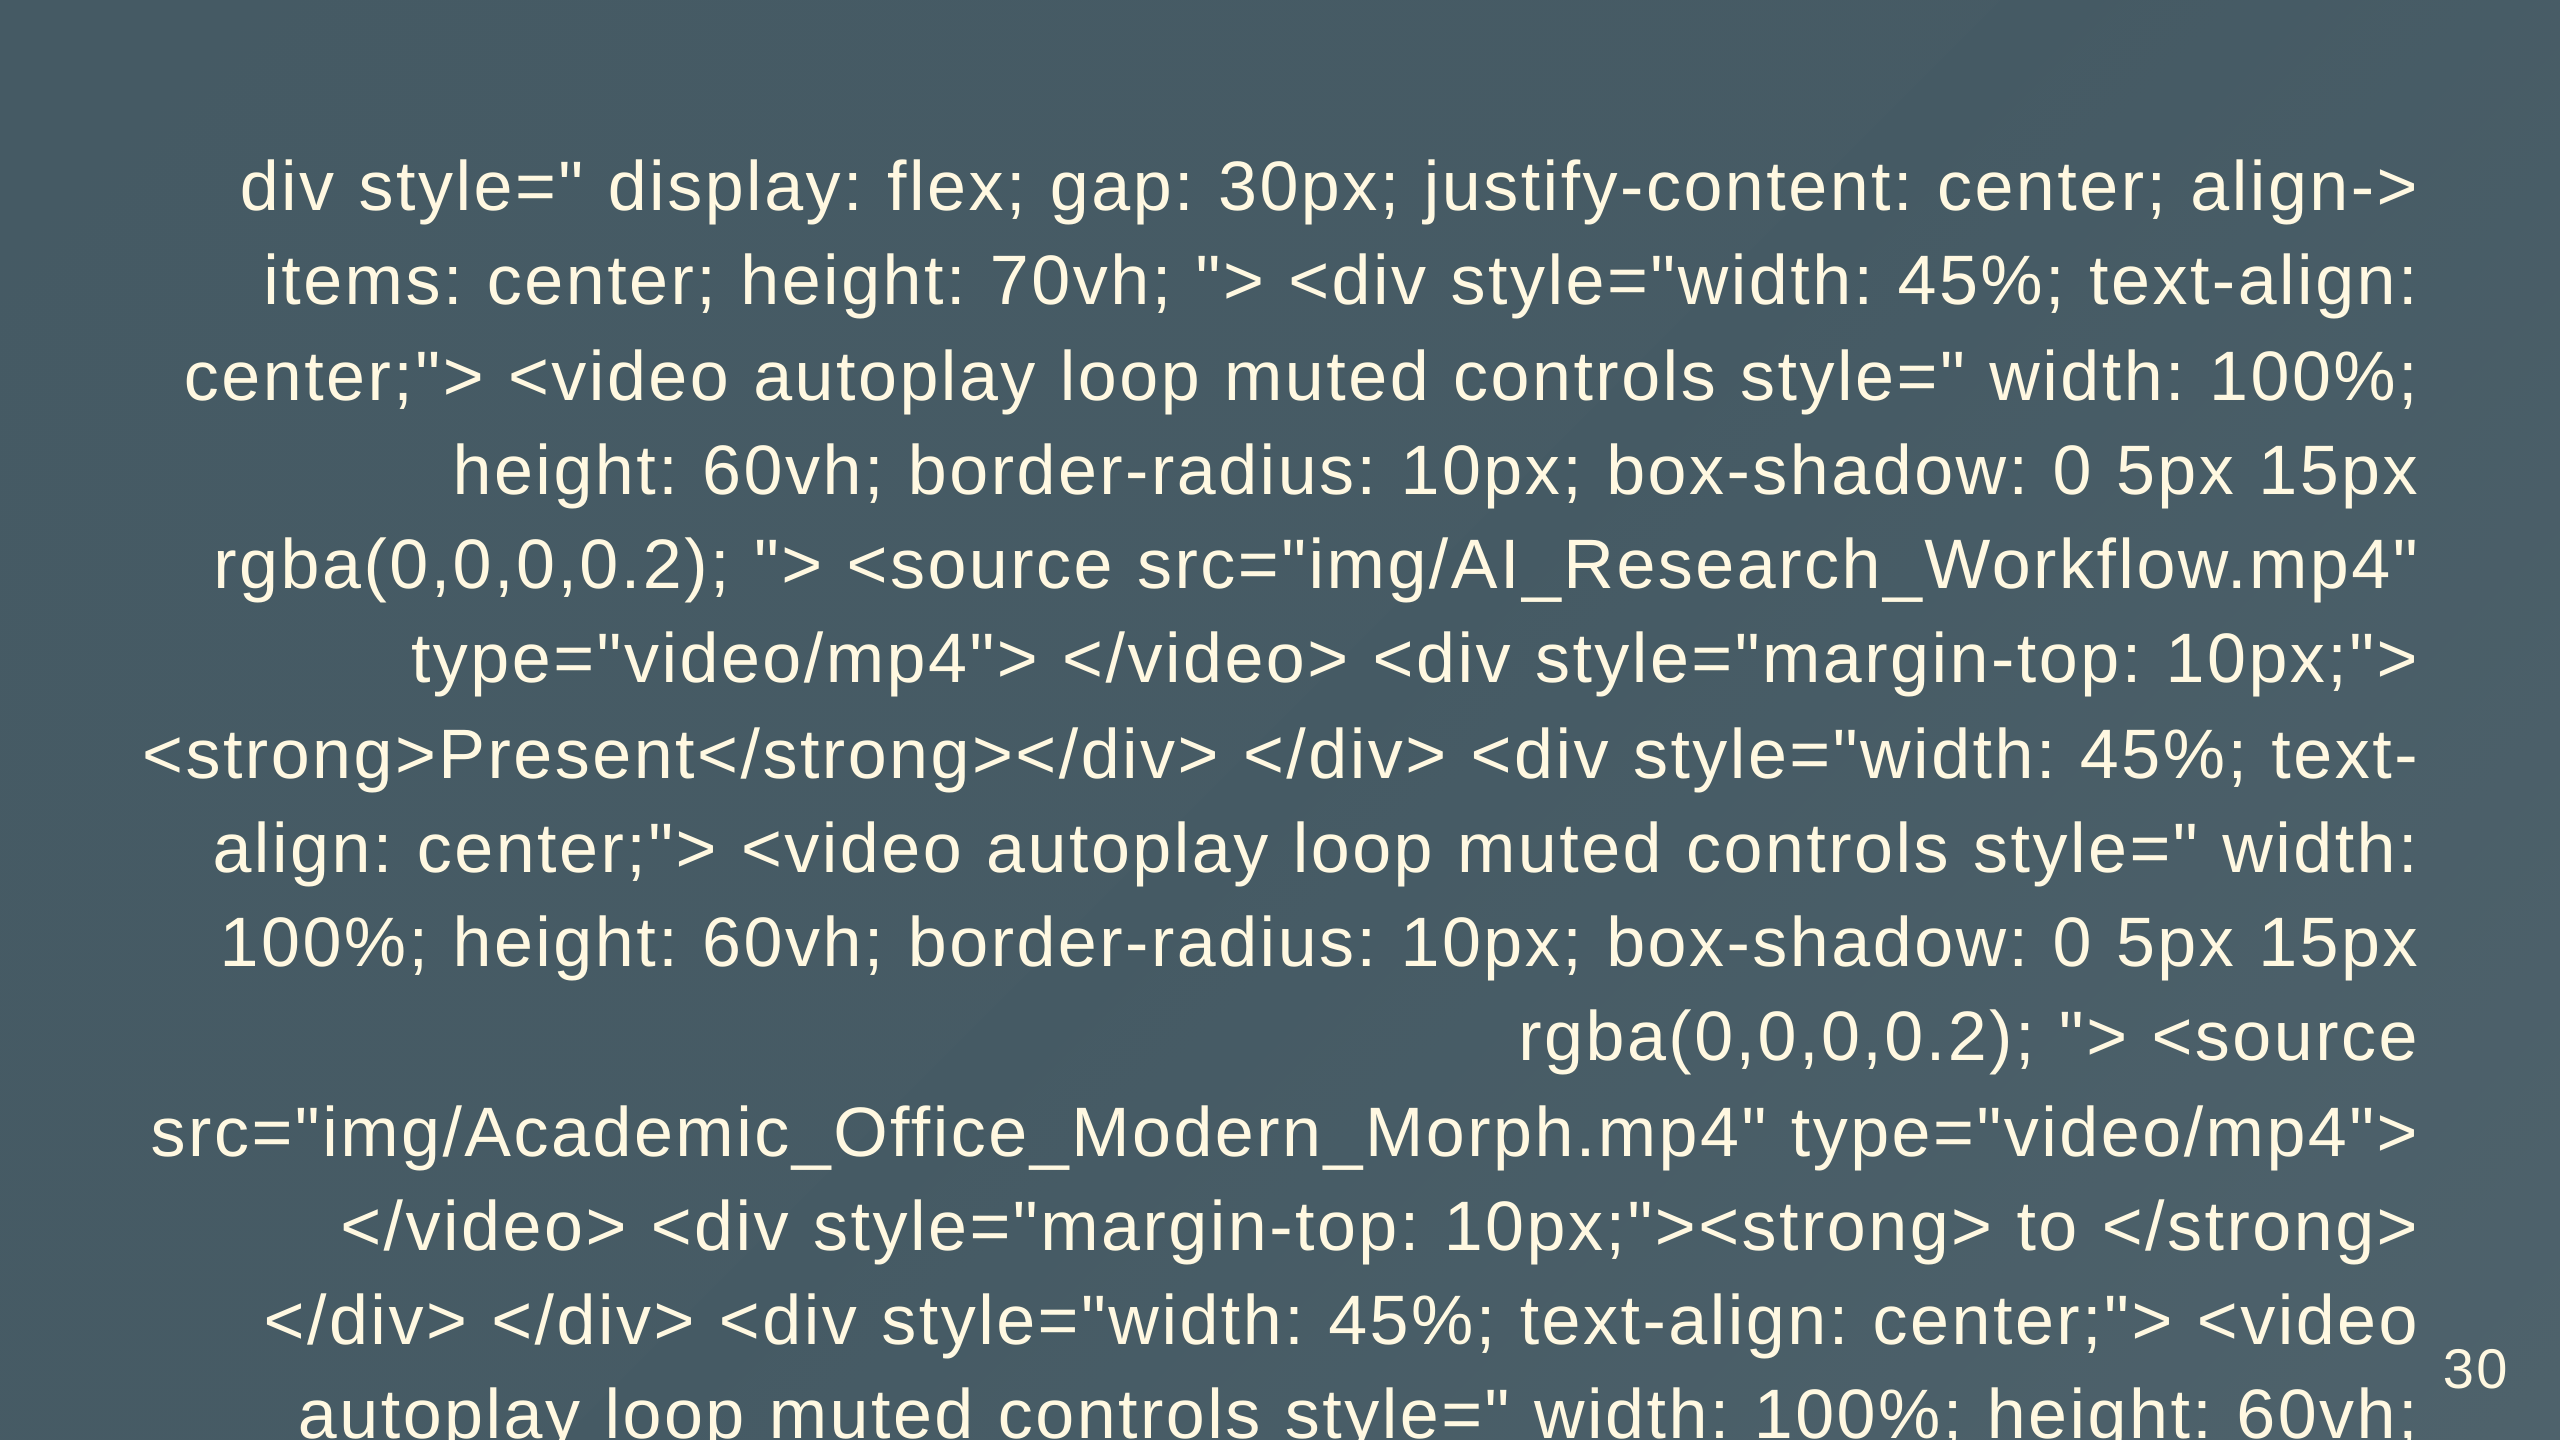 div style=" display: flex; gap: 30px; justify-content: center; align->
items: center; height: 70vh; "> <div style="width: 45%; text-align:
center;"> <video autoplay loop muted controls style=" width: 100%;
height: 60vh; border-radius: 10px; box-shadow: 0 5px 15px
rgba(0,0,0,0.2); "> <source src="img/AI_Research_Workflow.mp4"
type="video/mp4"> </video> <div style="margin-top: 10px;">
<strong>Present</strong></div> </div> <div style="width: 45%; text-
align: center;"> <video autoplay loop muted controls style=" width:
100%; height: 60vh; border-radius: 10px; box-shadow: 0 5px 15px
rgba(0,0,0,0.2); "> <source
src="img/Academic_Office_Modern_Morph.mp4" type="video/mp4">
</video> <div style="margin-top: 10px;"><strong> to </strong>
</div> </div> <div style="width: 45%; text-align: center;"> <video
autoplay loop muted controls style=" width: 100%; height: 60vh;
30